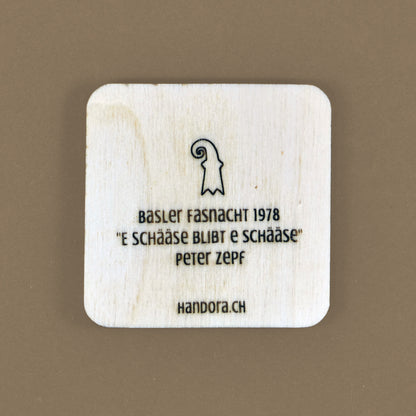 Basler Fasnacht 1978
"E Schääse blibt e Schääse"
Peter Zepf
Handora.ch